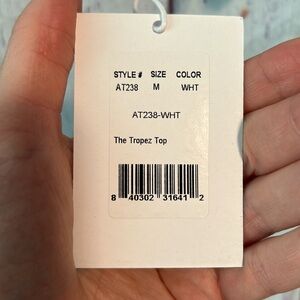 STYLE # SIZE COLOR
AT238 M WHT
AT238-WHT
The Tropez Top
8 40302 31641 2